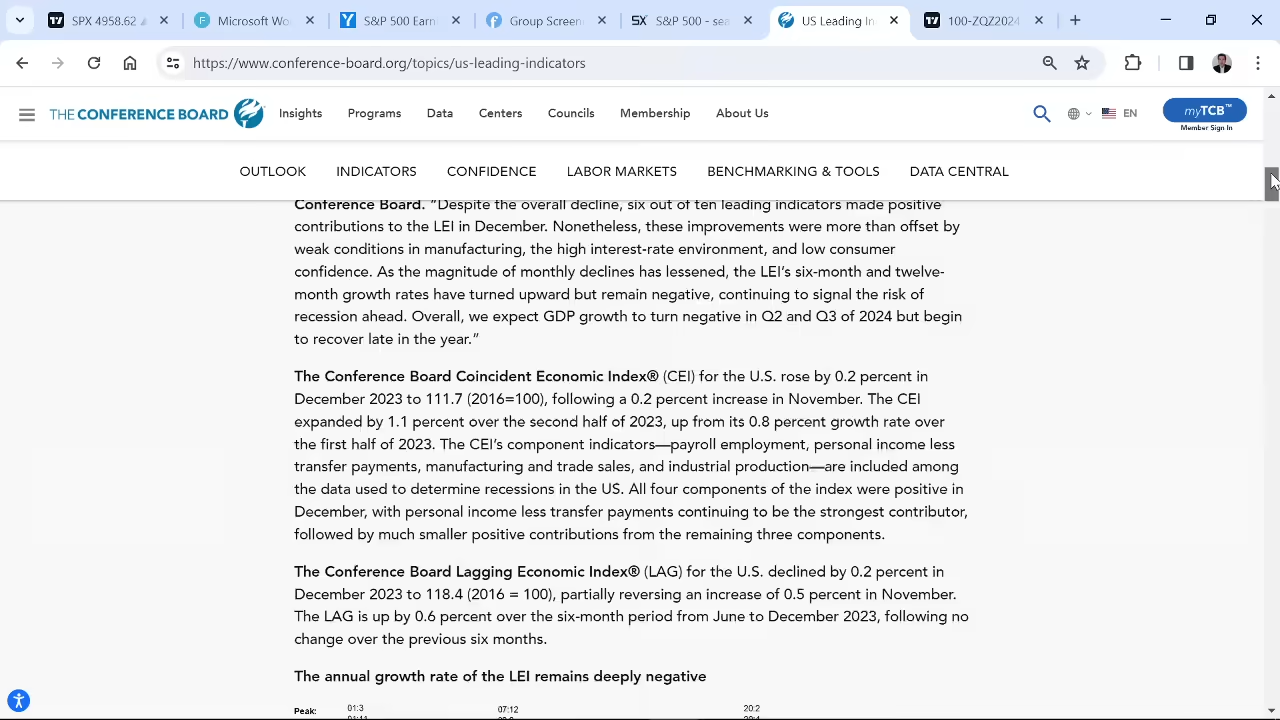 SPX 4958.62
Microsoft Wo
S&P 500 Earn
Group Screen
SX S&P 500 - sea
US Leading In
100-ZQZ2024
https://www.conference-board.org/topics/us-leading-indicators
THE CONFERENCE BOARD
Insights Programs Data Centers Councils Membership About Us
EN
myTCB™
Member Sign In
OUTLOOK INDICATORS CONFIDENCE LABOR MARKETS BENCHMARKING & TOOLS DATA CENTRAL
Conference Board. “Despite the overall decline, six out of ten leading indicators made positive
contributions to the LEI in December. Nonetheless, these improvements were more than offset by
weak conditions in manufacturing, the high interest-rate environment, and low consumer
confidence. As the magnitude of monthly declines has lessened, the LEI’s six-month and twelve-
month growth rates have turned upward but remain negative, continuing to signal the risk of
recession ahead. Overall, we expect GDP growth to turn negative in Q2 and Q3 of 2024 but begin
to recover late in the year.”
The Conference Board Coincident Economic Index® (CEI) for the U.S. rose by 0.2 percent in
December 2023 to 111.7 (2016=100), following a 0.2 percent increase in November. The CEI
expanded by 1.1 percent over the second half of 2023, up from its 0.8 percent growth rate over
the first half of 2023. The CEI’s component indicators—payroll employment, personal income less
transfer payments, manufacturing and trade sales, and industrial production—are included among
the data used to determine recessions in the US. All four components of the index were positive in
December, with personal income less transfer payments continuing to be the strongest contributor,
followed by much smaller positive contributions from the remaining three components.
The Conference Board Lagging Economic Index® (LAG) for the U.S. declined by 0.2 percent in
December 2023 to 118.4 (2016 = 100), partially reversing an increase of 0.5 percent in November.
The LAG is up by 0.6 percent over the six-month period from June to December 2023, following no
change over the previous six months.
The annual growth rate of the LEI remains deeply negative
Peak: 01:3 07:12 20:2